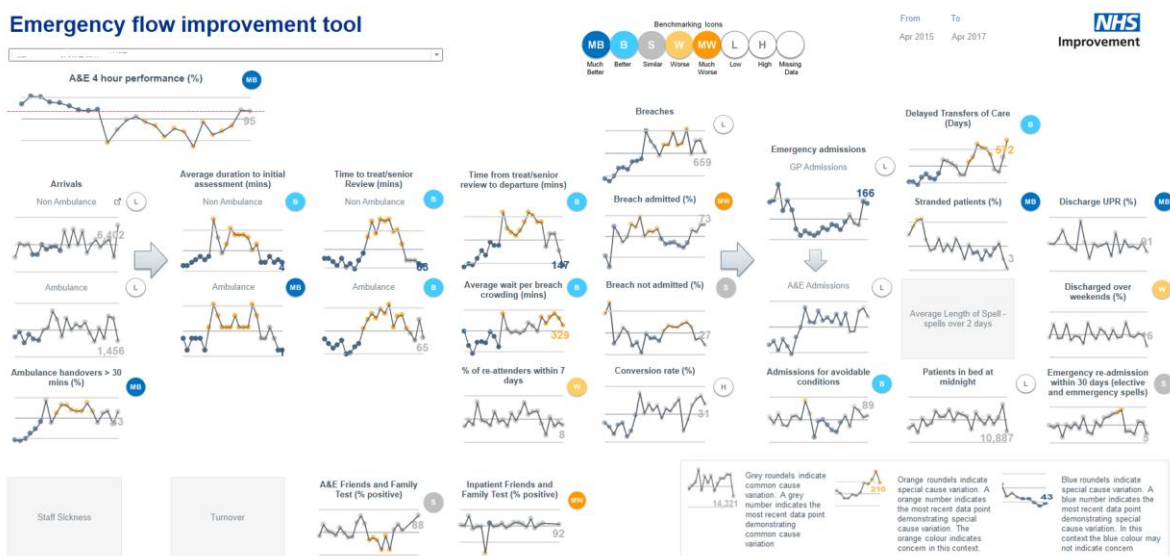 Emergency flow improvement tool
Benchmarking Icons
MB
B
S
W
MW
L
H
Much Better
Better
Similar
Worse
Much Worse
Low
High
Missing Data
From
To
Apr 2015
Apr 2017
NHS
Improvement
A&E 4 hour performance (%)
MB
95
Breaches
L
659
Emergency admissions
GP Admissions
L
166
Delayed Transfers of Care
(Days)
B
572
Arrivals
Non Ambulance
L
6,402
Average duration to initial
assessment (mins)
Non Ambulance
B
4
Time to treat/senior
Review (mins)
Non Ambulance
B
Time from treat/senior
review to departure (mins)
B
147
Breach admitted (%)
MW
73
Stranded patients (%)
MB
3
Discharge UPR (%)
MB
91
Ambulance
L
1,456
Ambulance
MB
Ambulance
B
65
Average wait per breach
crowding (mins)
B
329
Breach not admitted (%)
S
27
A&E Admissions
L
Average Length of Spell -
spells over 2 days
Discharged over
weekends (%)
W
Ambulance handovers > 30
mins (%)
MB
% of re-attenders within 7
days
W
8
Conversion rate (%)
H
31
Admissions for avoidable
conditions
B
89
Patients in bed at
midnight
L
10,887
Emergency re-admission
within 30 days (elective
and emmergency spells)
S
Staff Sickness
Turnover
A&E Friends and Family
Test (% positive)
S
88
Inpatient Friends and
Family Test (% positive)
MW
92
14,321
Grey roundels indicate
common cause
variation. A grey
number indicates the
most recent data point
demonstrating
common cause
variation
210
Orange roundels indicate
special cause variation. A
orange number indicates
the most recent data point
demonstrating special
cause variation. The
orange colour indicates
concern in this context.
43
Blue roundels indicate
special cause variation. A
blue number indicates the
most recent data point
demonstrating special
cause variation. In this
context the blue colour may
not indicate concern